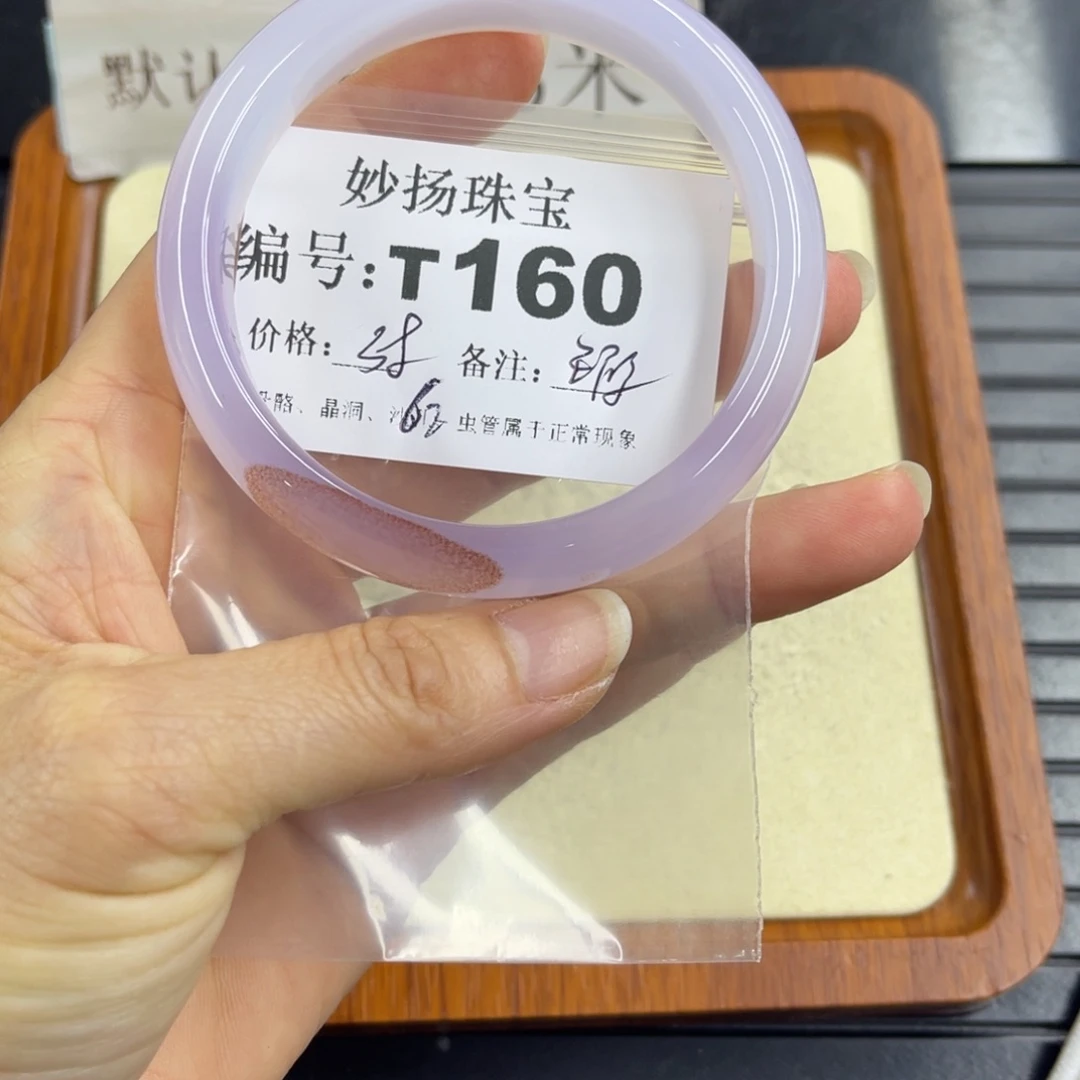 默认 米
妙扬珠宝
编号:T160
价格: 备注:
骼、晶洞、 虫管属于正常现象